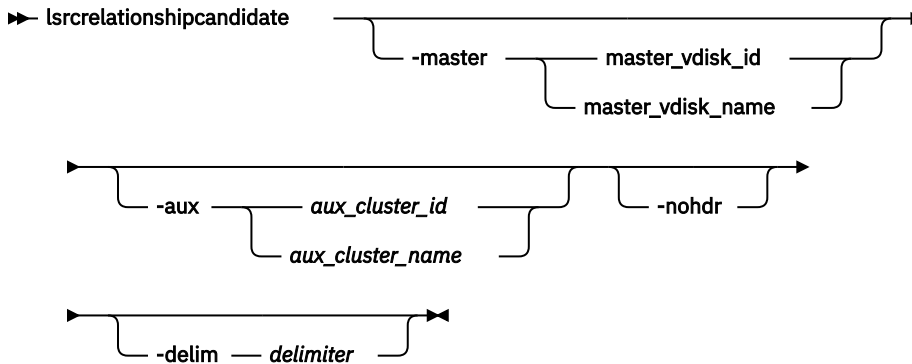 lsrcrelationshipcandidate
-master master_vdisk_id
master_vdisk_name
-aux aux_cluster_id -nohdr
aux_cluster_name
-delim delimiter